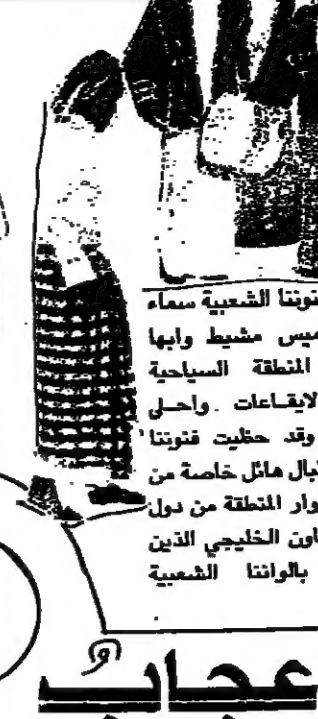 نوننا الشعبية سماء
ميس مشيط وابها
المنطقة السياحية
لايقاعات . واحلى
وقد حظيت فنوننا
بال هائل خاصة من
وار المنطقة من دول
اون الخليجي الذين
بالواننا الشعبية
عجاب
و